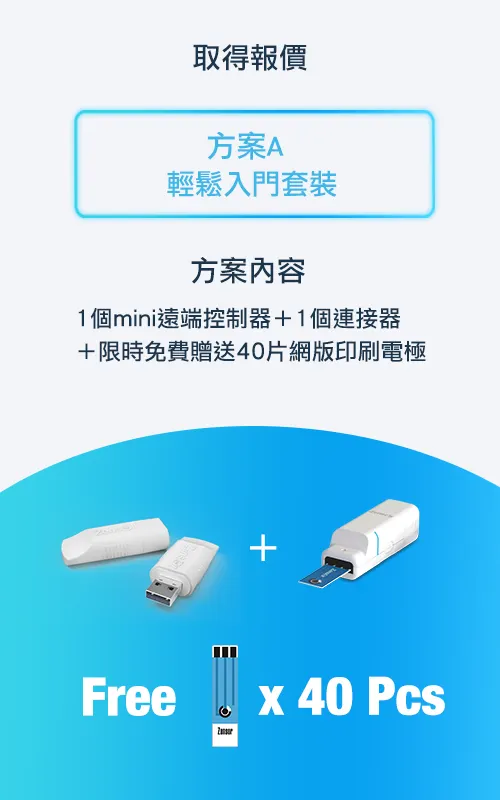 取得報價
方案A
輕鬆入門套裝
方案內容
1個mini遠端控制器＋1個連接器
＋限時免費贈送40片網版印刷電極
+
Free
Zensor
x 40 Pcs